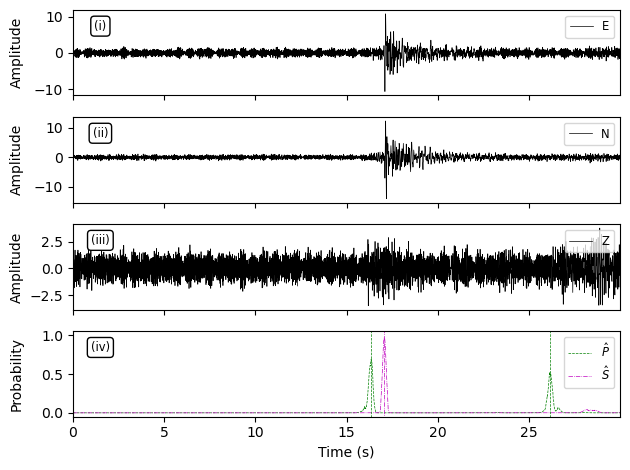 10
0
−10
Amplitude
(i)
E
10
0
−10
Amplitude
(ii)
N
2.5
0.0
−2.5
Amplitude
(iii)
Z
1.0
0.5
0.0
Probability
(iv)
P̂
Ŝ
0 5 10 15 20 25
Time (s)